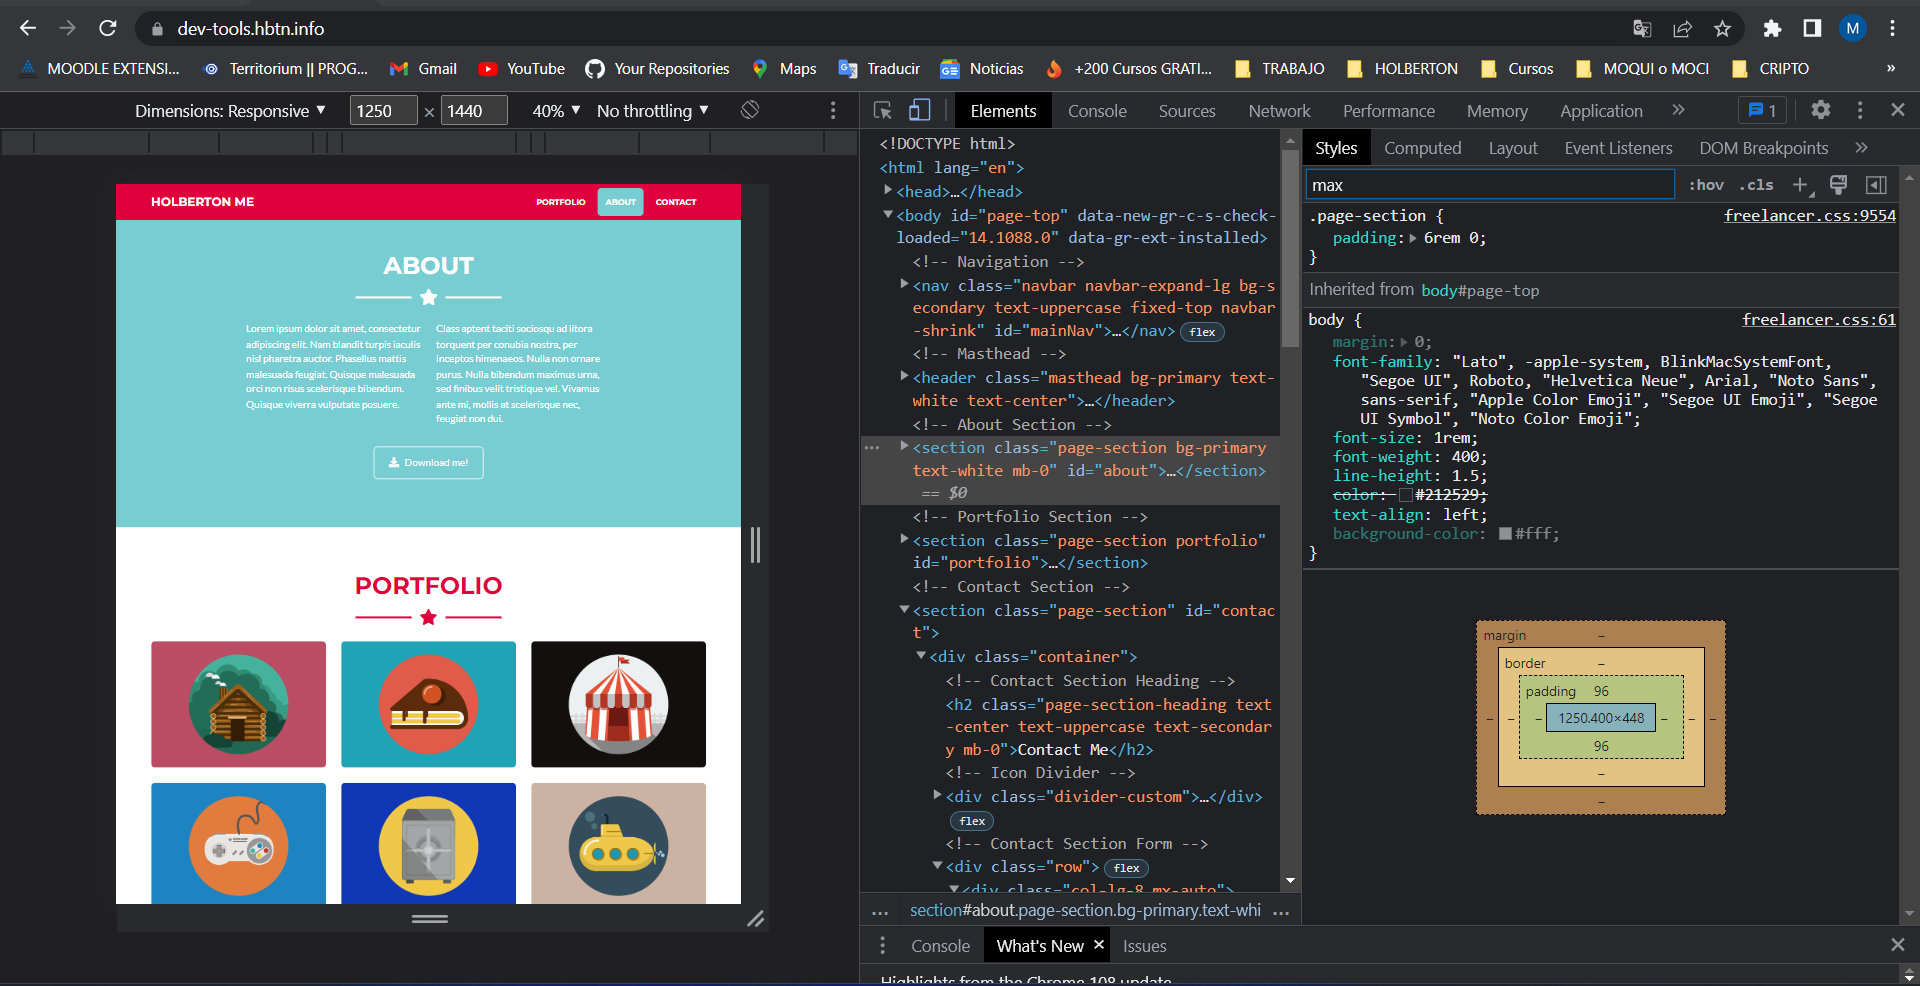 dev-tools.hbtn.info
M
MOODLE EXTENSI...
Territorium || PROG...
Gmail
YouTube
Your Repositories
Maps
Traducir
Noticias
+200 Cursos GRATI...
TRABAJO
HOLBERTON
Cursos
MOQUI o MOCI
CRIPTO
»
Dimensions: Responsive ▼ 1250 × 1440 40% ▼ No throttling ▼
HOLBERTON ME
PORTFOLIO ABOUT CONTACT
ABOUT
Lorem ipsum dolor sit amet, consectetur
adipiscing elit. Nam blandit turpis iaculis
nisl pharetra auctor. Phasellus mattis
malesuada feugiat. Quisque malesuada
orci non risus scelerisque bibendum.
Quisque viverra vulputate posuere.
Class aptent taciti sociosqu ad litora
torquent per conubia nostra, per
inceptos himenaeos. Nulla non ornare
purus. Nulla bibendum maximus urna,
sed finibus velit tristique vel. Vivamus
ante mi, mollis at scelerisque nec,
feugiat non dui.
Download me!
PORTFOLIO
Elements Console Sources Network Performance Memory Application » 1
<!DOCTYPE html>
<html lang="en">
<head>…</head>
<body id="page-top" data-new-gr-c-s-check-
loaded="14.1088.0" data-gr-ext-installed>
<!-- Navigation -->
<nav class="navbar navbar-expand-lg bg-s
econdary text-uppercase fixed-top navbar
-shrink" id="mainNav">…</nav> flex
<!-- Masthead -->
<header class="masthead bg-primary text-
white text-center">…</header>
<!-- About Section -->
<section class="page-section bg-primary
text-white mb-0" id="about">…</section>
== $0
<!-- Portfolio Section -->
<section class="page-section portfolio"
id="portfolio">…</section>
<!-- Contact Section -->
<section class="page-section" id="contac
t">
<div class="container">
<!-- Contact Section Heading -->
<h2 class="page-section-heading text
-center text-uppercase text-secondar
y mb-0">Contact Me</h2>
<!-- Icon Divider -->
<div class="divider-custom">…</div>
flex
<!-- Contact Section Form -->
<div class="row"> flex
<div class="col-lg-8 mx-auto">
... section#about.page-section.bg-primary.text-whi ...
Styles Computed Layout Event Listeners DOM Breakpoints »
max :hov .cls
.page-section { freelancer.css:9554
padding: 6rem 0;
}
Inherited from body#page-top
body { freelancer.css:61
margin: 0;
font-family: "Lato", -apple-system, BlinkMacSystemFont,
"Segoe UI", Roboto, "Helvetica Neue", Arial, "Noto Sans",
sans-serif, "Apple Color Emoji", "Segoe UI Emoji", "Segoe
UI Symbol", "Noto Color Emoji";
font-size: 1rem;
font-weight: 400;
line-height: 1.5;
color: #212529;
text-align: left;
background-color: #fff;
}
margin –
border –
padding 96
– – – 1250.400×448 – – –
96
–
–
Console What's New × Issues
Highlights from the Chrome 108 update